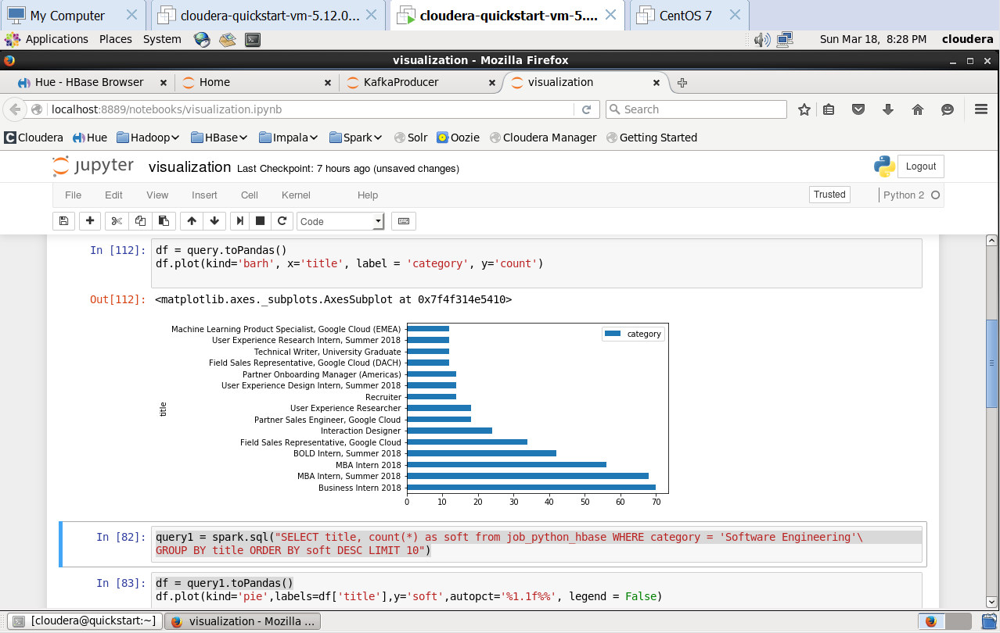 My Computer
cloudera-quickstart-vm-5.12.0...
cloudera-quickstart-vm-5....
CentOS 7
Applications Places System
Sun Mar 18, 8:28 PM cloudera
visualization - Mozilla Firefox
Hue - HBase Browser
Home
KafkaProducer
visualization
localhost:8889/notebooks/visualization.ipynb
Search
Cloudera Hue Hadoop HBase Impala Spark Solr Oozie Cloudera Manager Getting Started
jupyter visualization Last Checkpoint: 7 hours ago (unsaved changes)
Logout
File Edit View Insert Cell Kernel Help
Trusted
Python 2
Code
In [112]: df = query.toPandas()
df.plot(kind='barh', x='title', label = 'category', y='count')
Out[112]: <matplotlib.axes._subplots.AxesSubplot at 0x7f4f314e5410>
category
title
Machine Learning Product Specialist, Google Cloud (EMEA)
User Experience Research Intern, Summer 2018
Technical Writer, University Graduate
Field Sales Representative, Google Cloud (DACH)
Partner Onboarding Manager (Americas)
User Experience Design Intern, Summer 2018
Recruiter
User Experience Researcher
Partner Sales Engineer, Google Cloud
Interaction Designer
Field Sales Representative, Google Cloud
BOLD Intern, Summer 2018
MBA Intern 2018
MBA Intern, Summer 2018
Business Intern 2018
0 10 20 30 40 50 60 70
In [82]: query1 = spark.sql("SELECT title, count(*) as soft from job_python_hbase WHERE category = 'Software Engineering'\
GROUP BY title ORDER BY soft DESC LIMIT 10")
In [83]: df = query1.toPandas()
df.plot(kind='pie',labels=df['title'],y='soft',autopct='%1.1f%%', legend = False)
[cloudera@quickstart:~]
visualization - Mozilla ...